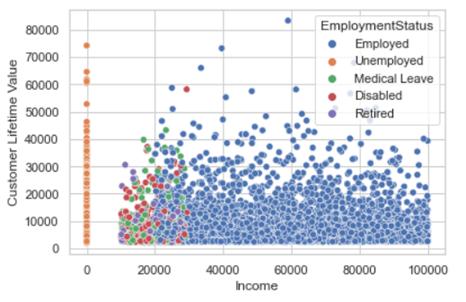 EmploymentStatus
Employed
Unemployed
Medical Leave
Disabled
Retired
Customer Lifetime Value
80000
70000
60000
50000
40000
30000
20000
10000
0
0 20000 40000 60000 80000 100000
Income